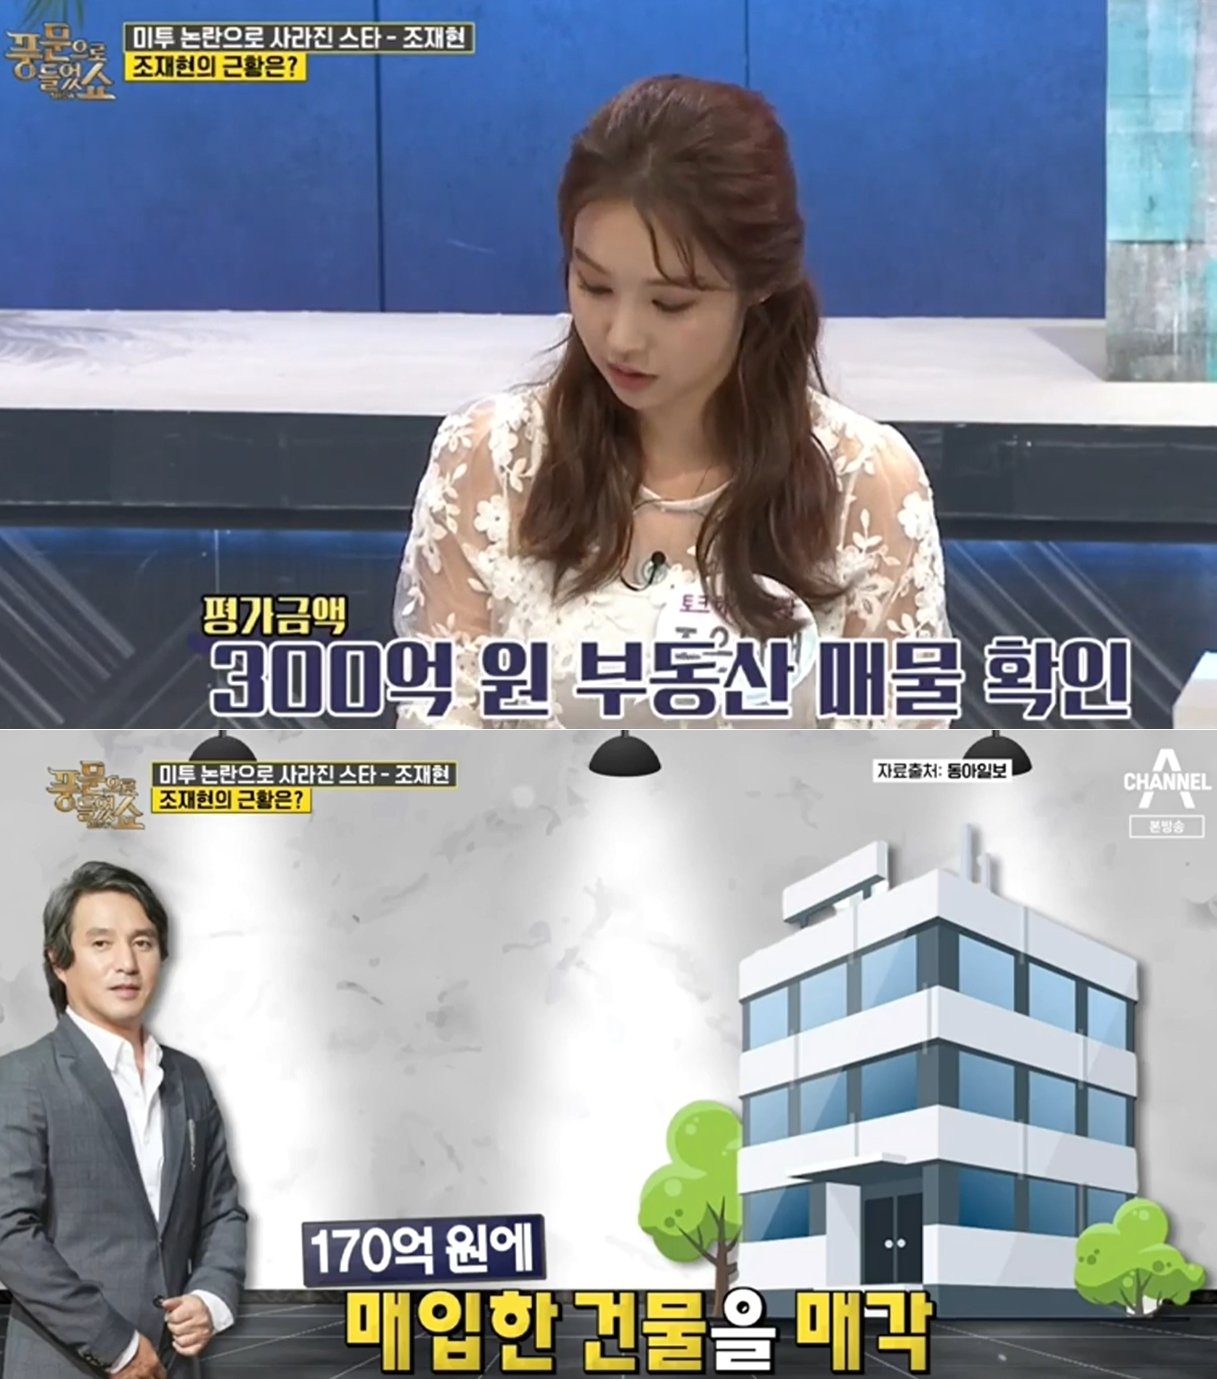 풍문으로
들었쇼
미투 논란으로 사라진 스타 - 조재현
조재현의 근황은?
평가금액
300억 원 부동산 매물 확인
풍문으로
들었쇼
미투 논란으로 사라진 스타 - 조재현
조재현의 근황은?
자료출처: 동아일보
CHANNEL A
본방송
170억 원에
매입한 건물을 매각